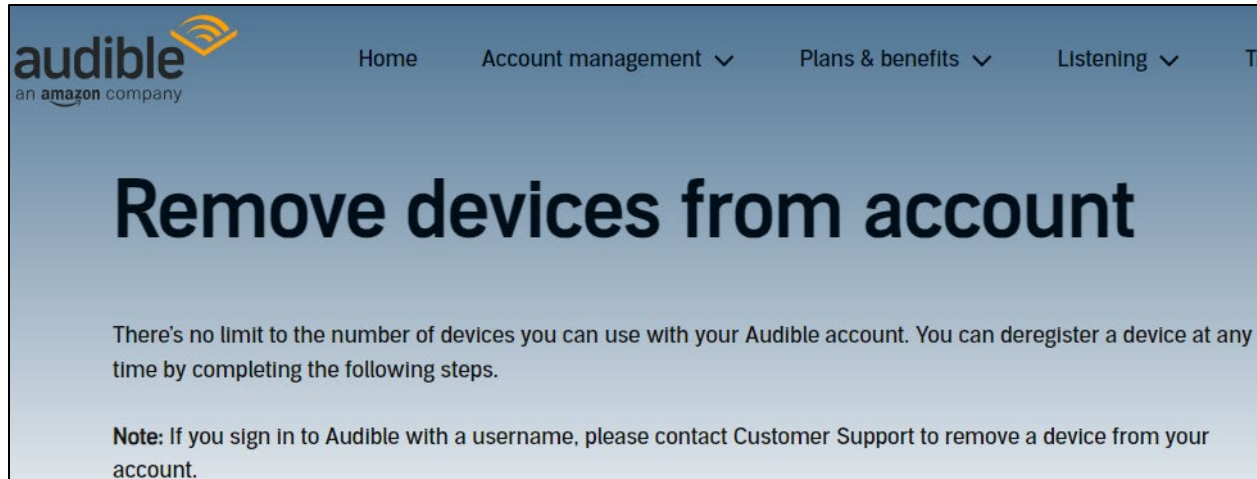 audible
an amazon company
Home Account management Plans & benefits Listening
Remove devices from account
There's no limit to the number of devices you can use with your Audible account. You can deregister a device at any
time by completing the following steps.
Note: If you sign in to Audible with a username, please contact Customer Support to remove a device from your
account.